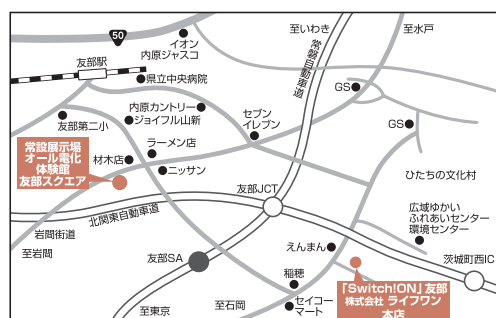 50
至いわき
至水戸
イオン
内原ジャスコ
友部駅
県立中央病院
常磐自動車道
GS
内原カントリー
ジョイフル山新
セブン
イレブン
GS
友部第二小
常設展示場
オール電化
体験館
友部スクエア
材木店
ラーメン店
ニッサン
ひたちの文化村
友部JCT
北関東自動車道
広域ゆかい
ふれあいセンター
環境センター
岩間街道
至岩間
友部SA
えんまん
茨城町西IC
稲穂
「Switch!ON」友部
株式会社 ライフワン
本店
至東京
至石岡
セイコー
マート